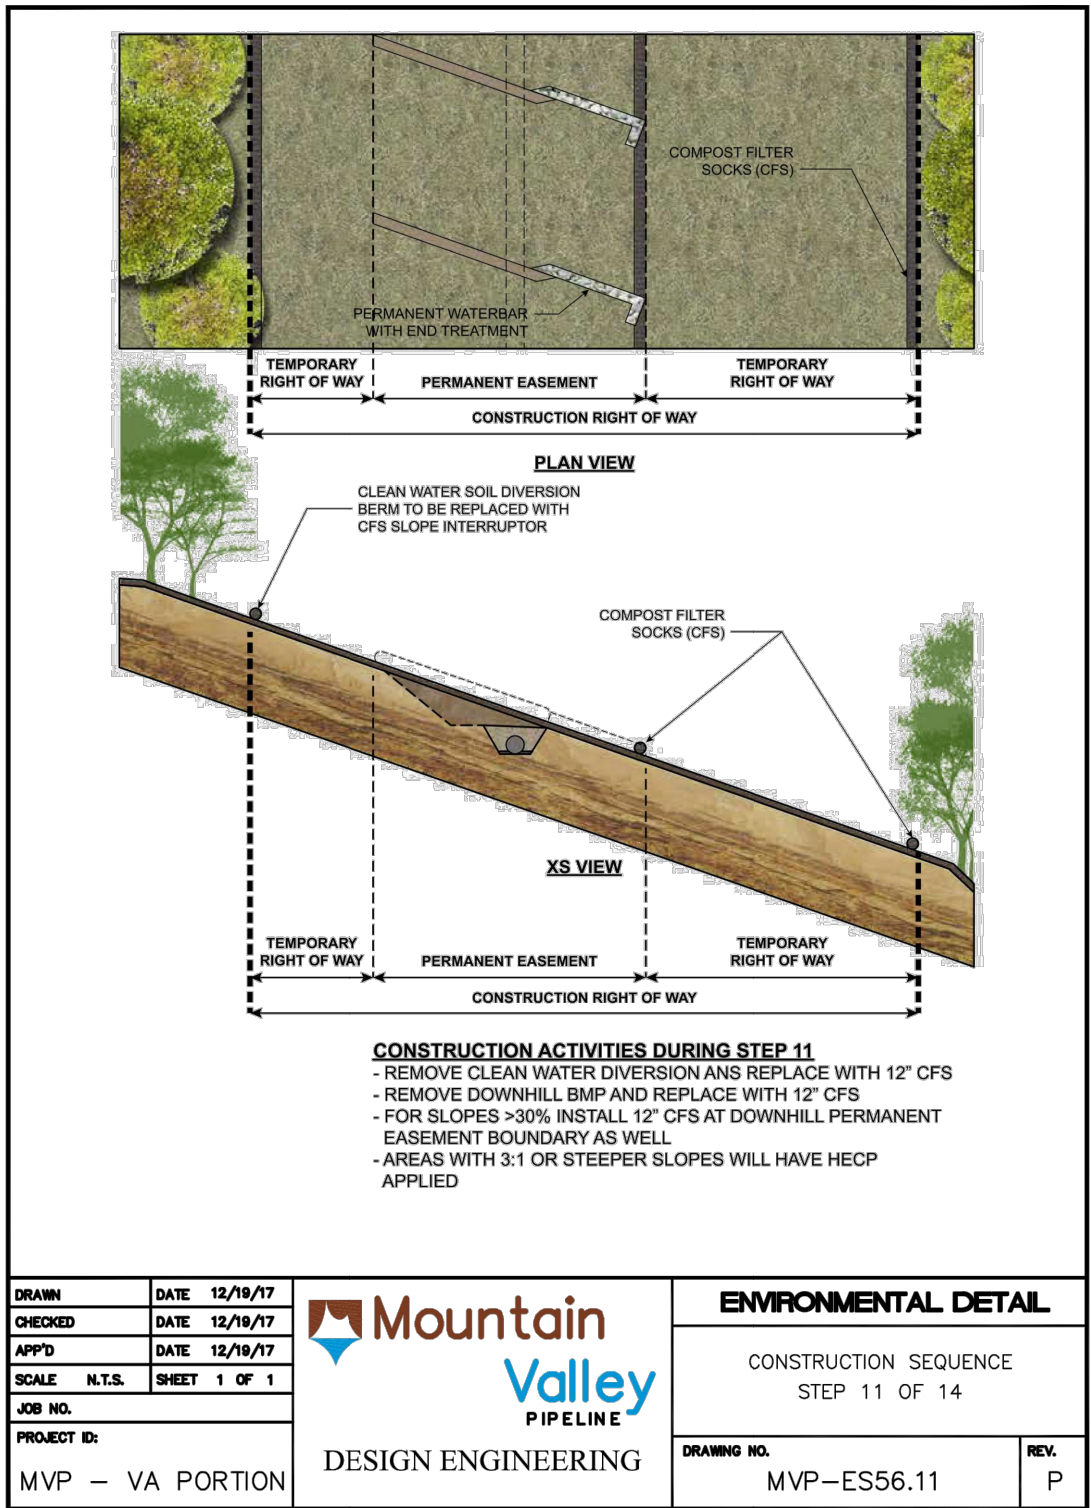 COMPOST FILTER
SOCKS (CFS)
PERMANENT WATERBAR
WITH END TREATMENT
TEMPORARY
RIGHT OF WAY
PERMANENT EASEMENT
TEMPORARY
RIGHT OF WAY
CONSTRUCTION RIGHT OF WAY
PLAN VIEW
CLEAN WATER SOIL DIVERSION
BERM TO BE REPLACED WITH
CFS SLOPE INTERRUPTOR
COMPOST FILTER
SOCKS (CFS)
XS VIEW
TEMPORARY
RIGHT OF WAY
PERMANENT EASEMENT
TEMPORARY
RIGHT OF WAY
CONSTRUCTION RIGHT OF WAY
CONSTRUCTION ACTIVITIES DURING STEP 11
- REMOVE CLEAN WATER DIVERSION ANS REPLACE WITH 12” CFS
- REMOVE DOWNHILL BMP AND REPLACE WITH 12” CFS
- FOR SLOPES >30% INSTALL 12” CFS AT DOWNHILL PERMANENT
EASEMENT BOUNDARY AS WELL
- AREAS WITH 3:1 OR STEEPER SLOPES WILL HAVE HECP
APPLIED
DRAWN DATE 12/19/17
CHECKED DATE 12/19/17
APP'D DATE 12/19/17
SCALE N.T.S. SHEET 1 OF 1
JOB NO.
PROJECT ID:
MVP – VA PORTION
Mountain
Valley
PIPELINE
DESIGN ENGINEERING
ENVIRONMENTAL DETAIL
CONSTRUCTION SEQUENCE
STEP 11 OF 14
DRAWING NO.
MVP–ES56.11
REV.
P